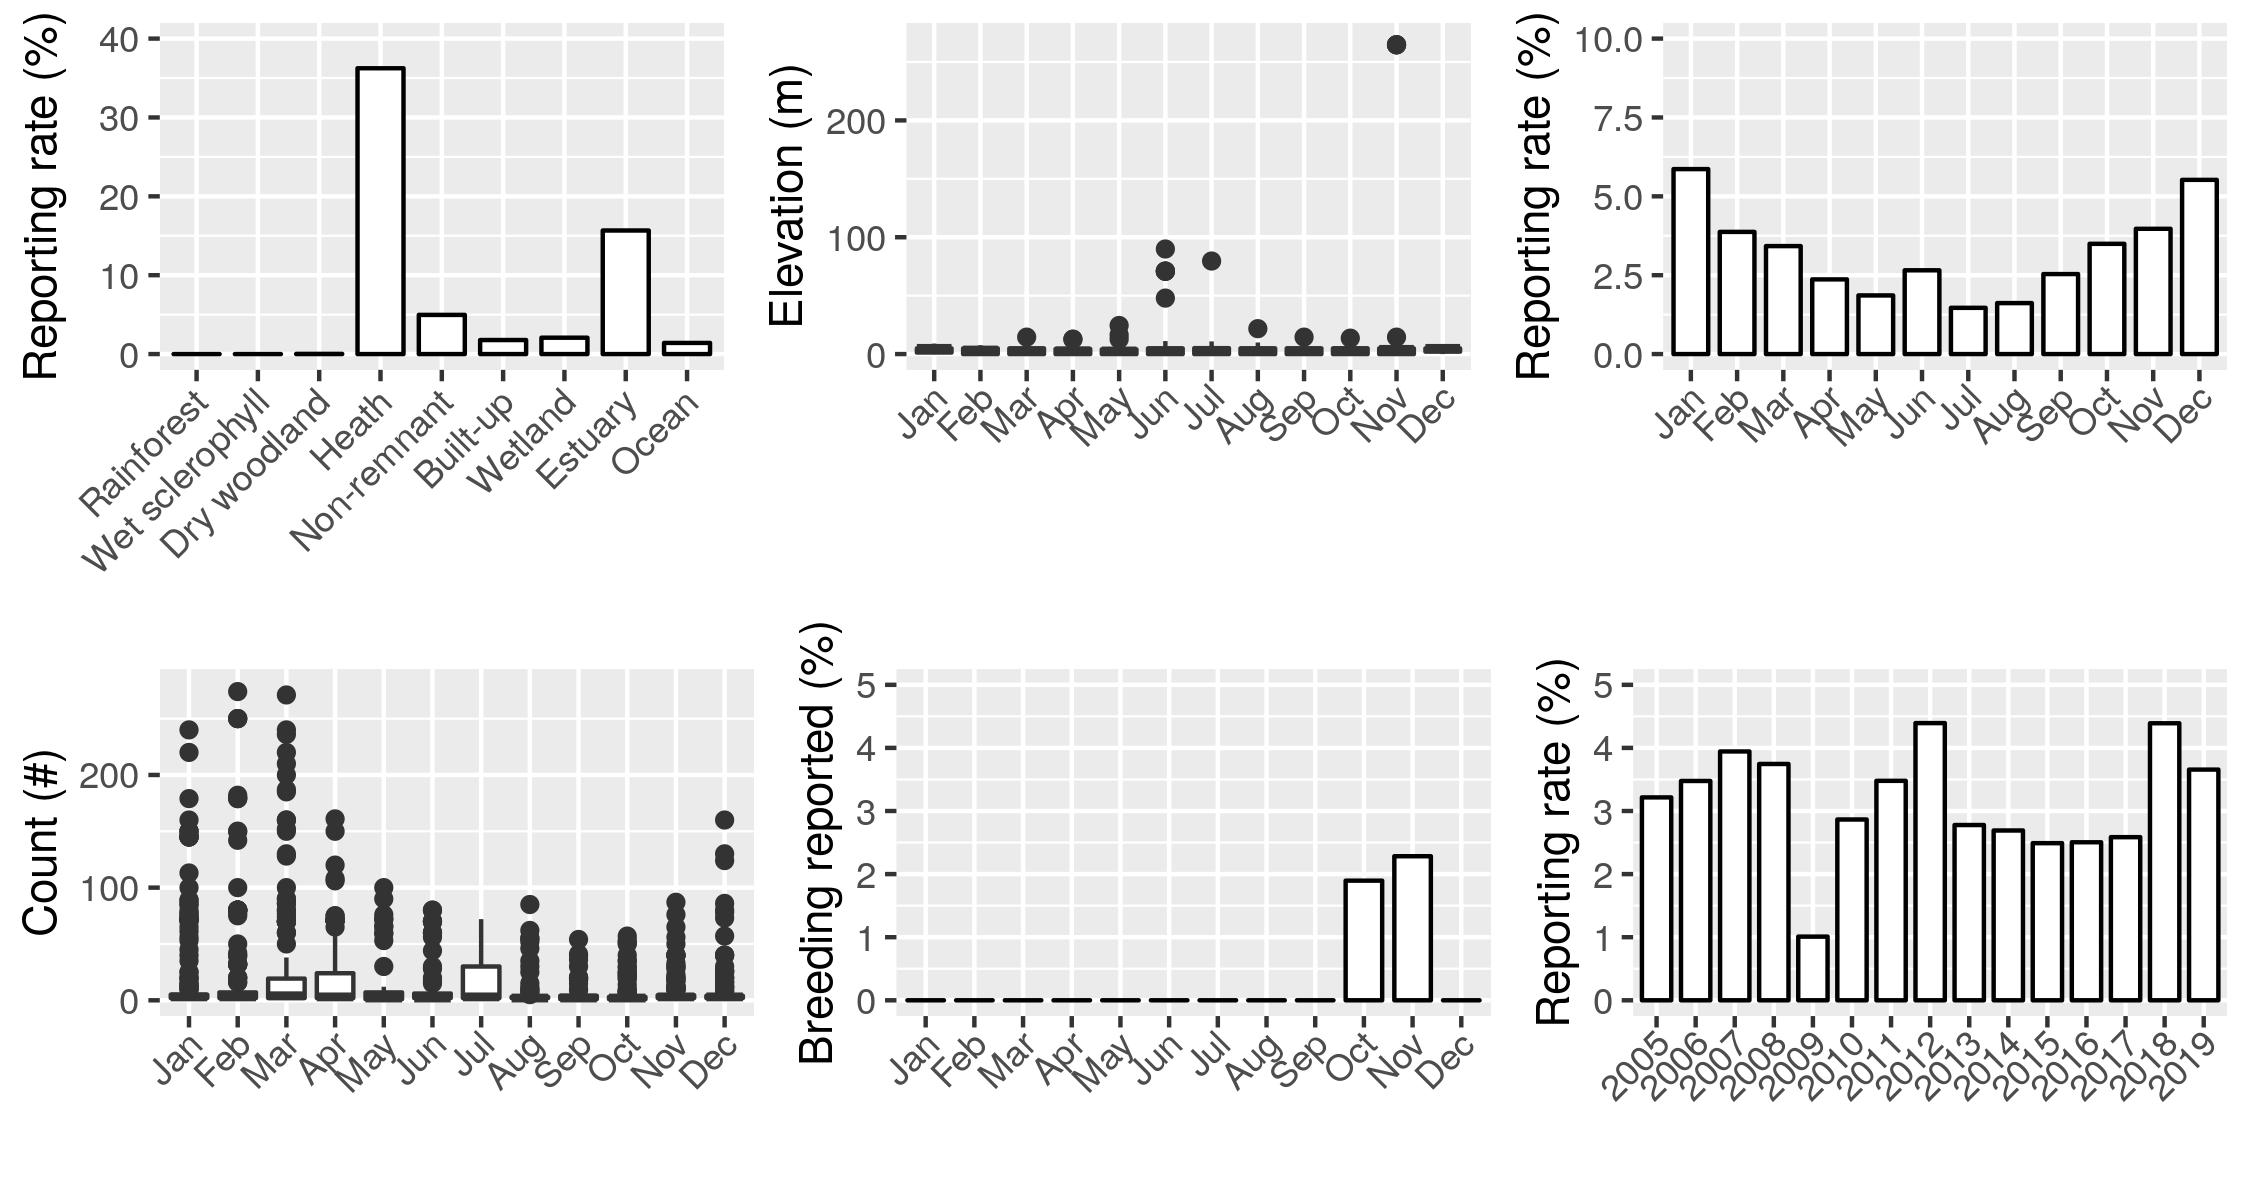 Reporting rate (%)
40
30
20
10
0
Rainforest
Wet sclerophyll
Dry woodland
Heath
Non-remnant
Built-up
Wetland
Estuary
Ocean
Elevation (m)
200
100
0
Jan
Feb
Mar
Apr
May
Jun
Jul
Aug
Sep
Oct
Nov
Dec
Reporting rate (%)
10.0
7.5
5.0
2.5
0.0
Jan
Feb
Mar
Apr
May
Jun
Jul
Aug
Sep
Oct
Nov
Dec
Count (#)
200
100
0
Jan
Feb
Mar
Apr
May
Jun
Jul
Aug
Sep
Oct
Nov
Dec
Breeding reported (%)
5
4
3
2
1
0
Jan
Feb
Mar
Apr
May
Jun
Jul
Aug
Sep
Oct
Nov
Dec
Reporting rate (%)
5
4
3
2
1
0
2005
2006
2007
2008
2009
2010
2011
2012
2013
2014
2015
2016
2017
2018
2019